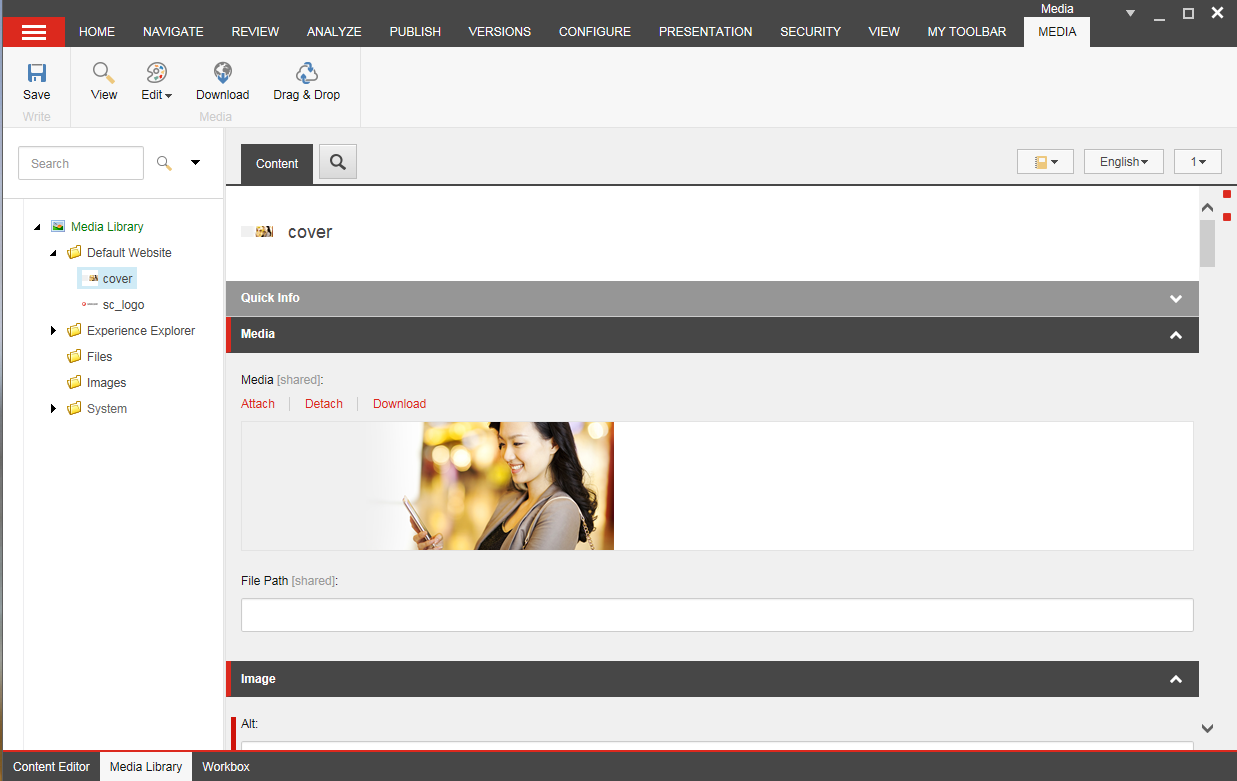 Media
HOME NAVIGATE REVIEW ANALYZE PUBLISH VERSIONS CONFIGURE PRESENTATION SECURITY VIEW MY TOOLBAR MEDIA
Save View Edit Download Drag & Drop
Write Media
Search
Content
English
1
Media Library
Default Website
cover
sc_logo
Experience Explorer
Files
Images
System
cover
Quick Info
Media
Media [shared]:
Attach Detach Download
File Path [shared]:
Image
Alt:
Content Editor Media Library Workbox